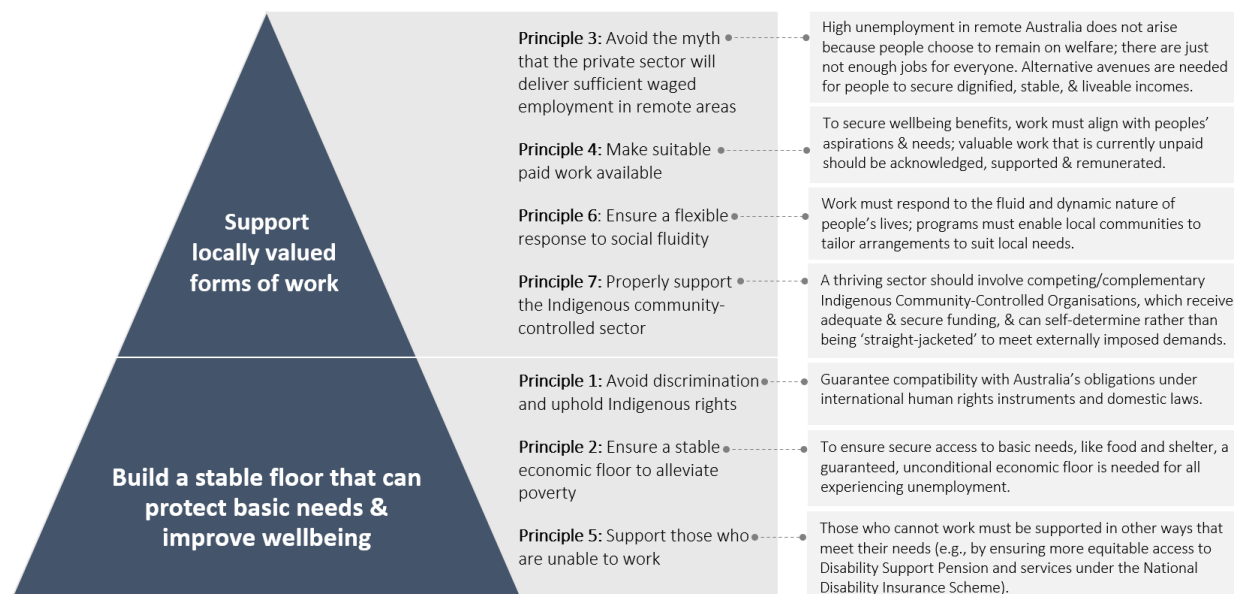 Support
locally valued
forms of work
Build a stable floor that can
protect basic needs &
improve wellbeing
Principle 3: Avoid the myth
that the private sector will
deliver sufficient waged
employment in remote areas
High unemployment in remote Australia does not arise
because people choose to remain on welfare; there are just
not enough jobs for everyone. Alternative avenues are needed
for people to secure dignified, stable, & liveable incomes.
Principle 4: Make suitable
paid work available
To secure wellbeing benefits, work must align with peoples’
aspirations & needs; valuable work that is currently unpaid
should be acknowledged, supported & remunerated.
Principle 6: Ensure a flexible
response to social fluidity
Work must respond to the fluid and dynamic nature of
people’s lives; programs must enable local communities to
tailor arrangements to suit local needs.
Principle 7: Properly support
the Indigenous community-
controlled sector
A thriving sector should involve competing/complementary
Indigenous Community-Controlled Organisations, which receive
adequate & secure funding, & can self-determine rather than
being ‘straight-jacketed’ to meet externally imposed demands.
Principle 1: Avoid discrimination
and uphold Indigenous rights
Guarantee compatibility with Australia’s obligations under
international human rights instruments and domestic laws.
Principle 2: Ensure a stable
economic floor to alleviate
poverty
To ensure secure access to basic needs, like food and shelter, a
guaranteed, unconditional economic floor is needed for all
experiencing unemployment.
Principle 5: Support those who
are unable to work
Those who cannot work must be supported in other ways that
meet their needs (e.g., by ensuring more equitable access to
Disability Support Pension and services under the National
Disability Insurance Scheme).